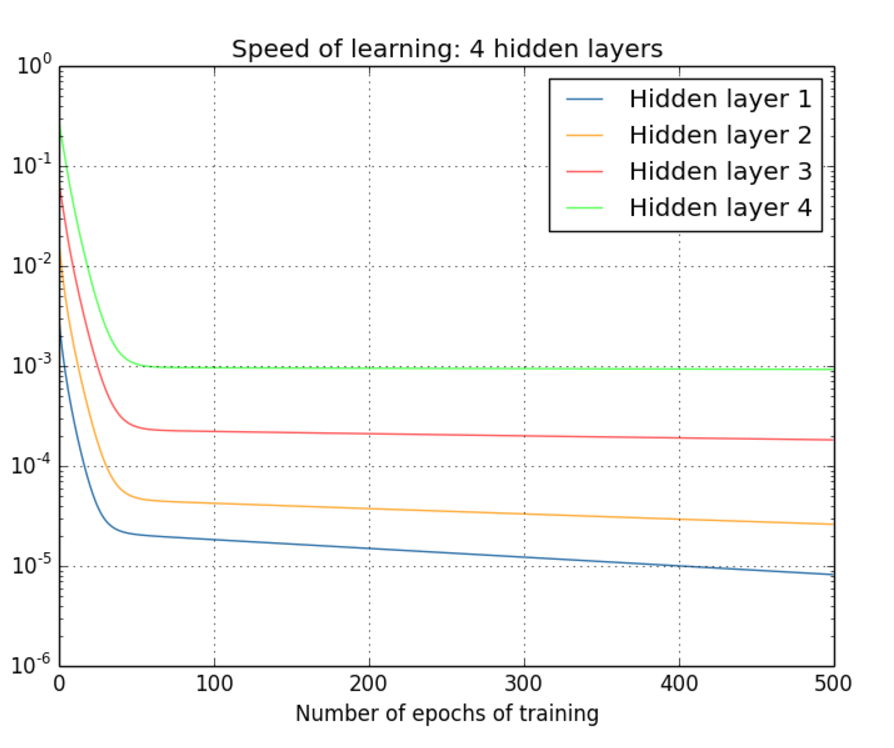 Speed of learning: 4 hidden layers
10^0
10^-1
10^-2
10^-3
10^-4
10^-5
10^-6
Hidden layer 1
Hidden layer 2
Hidden layer 3
Hidden layer 4
0 100 200 300 400 500
Number of epochs of training